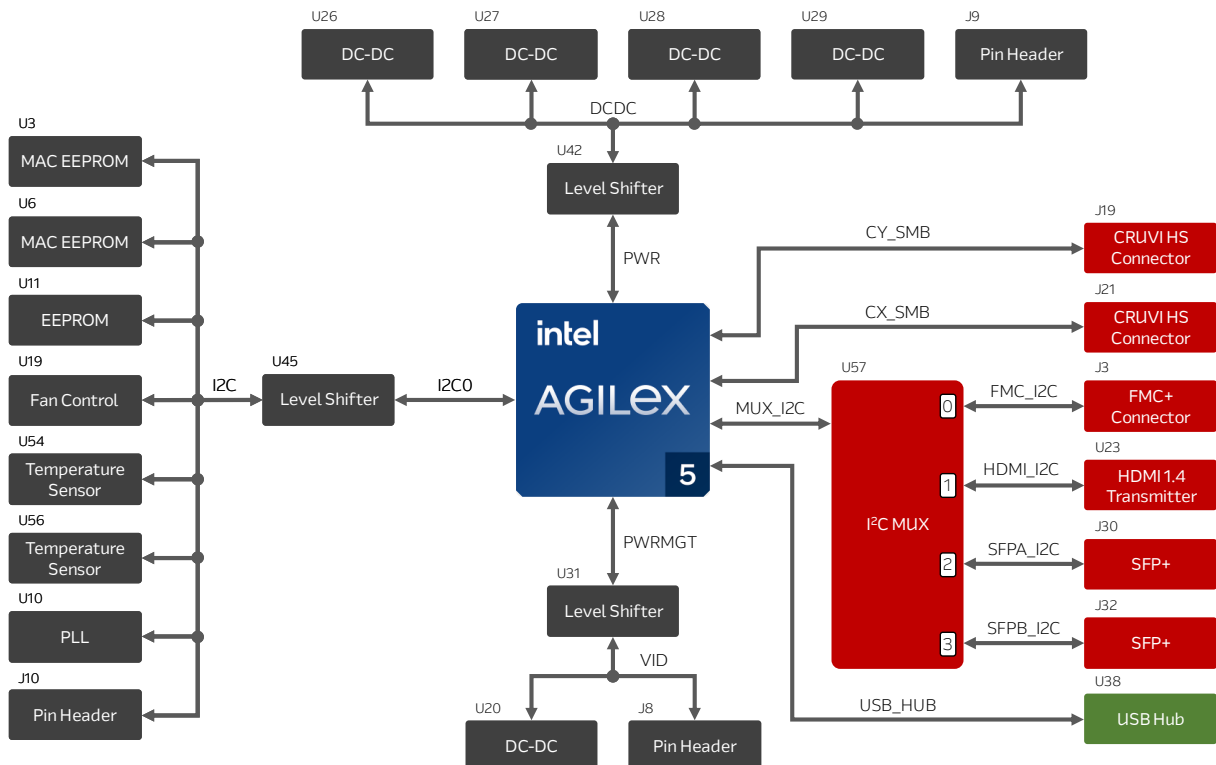 U26
DC-DC
U27
DC-DC
U28
DC-DC
U29
DC-DC
J9
Pin Header
DCDC
U42
Level Shifter
PWR
U3
MAC EEPROM
U6
MAC EEPROM
U11
EEPROM
U19
Fan Control
U54
Temperature
Sensor
U56
Temperature
Sensor
U10
PLL
J10
Pin Header
I2C
U45
Level Shifter
I2C0
intel
AGILEX
5
CY_SMB
J19
CRUVI HS
Connector
CX_SMB
J21
CRUVI HS
Connector
MUX_I2C
U57
I²C MUX
0
FMC_I2C
J3
FMC+
Connector
1
HDMI_I2C
U23
HDMI 1.4
Transmitter
2
SFPA_I2C
J30
SFP+
3
SFPB_I2C
J32
SFP+
USB_HUB
U38
USB Hub
PWRMGT
U31
Level Shifter
VID
U20
DC-DC
J8
Pin Header